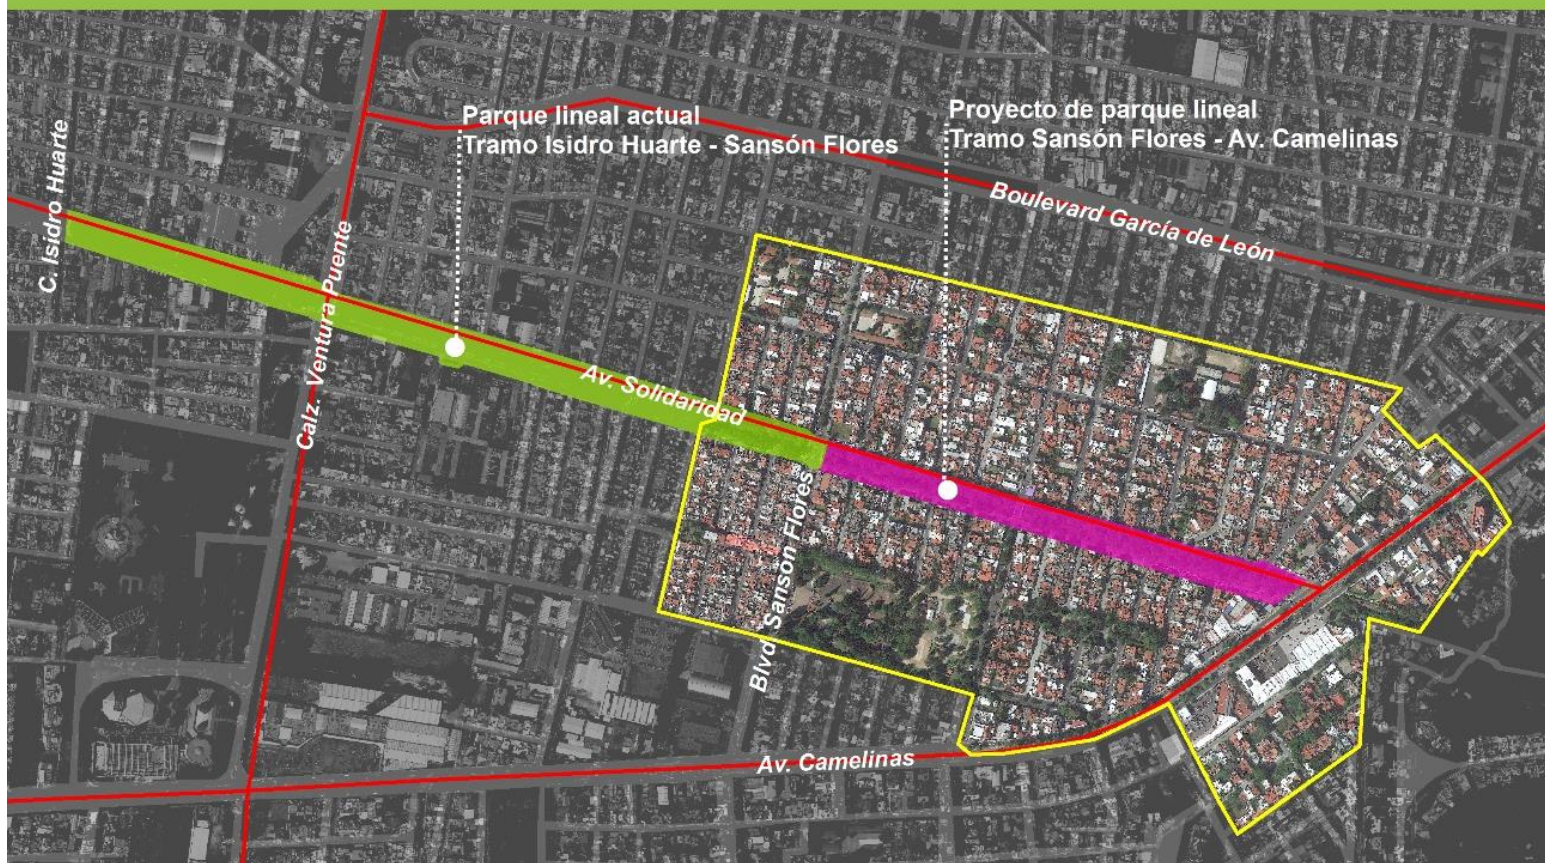 Parque lineal actual
Tramo Isidro Huarte - Sansón Flores
Proyecto de parque lineal
Tramo Sansón Flores - Av. Camelinas
C. Isidro Huarte
Calz. Ventura Puente
Boulevard García de León
Av. Solidaridad
Blvd. Sansón Flores
Av. Camelinas